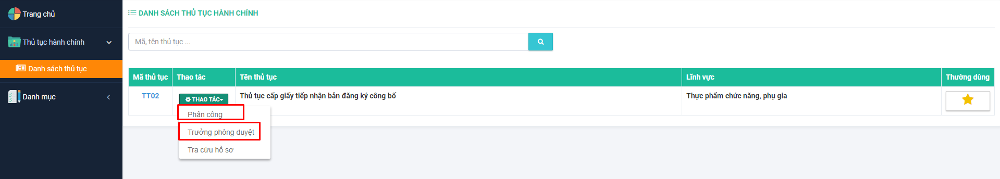 Trang chủ
Thủ tục hành chính
Danh sách thủ tục
Danh mục
DANH SÁCH THỦ TỤC HÀNH CHÍNH
Mã, tên thủ tục ...
Mã thủ tục Thao tác Tên thủ tục Lĩnh vực Thường dùng
TT02 THAO TÁC Thủ tục cấp giấy tiếp nhận bản đăng ký công bố Thực phẩm chức năng, phụ gia
Phân công
Trưởng phòng duyệt
Tra cứu hồ sơ